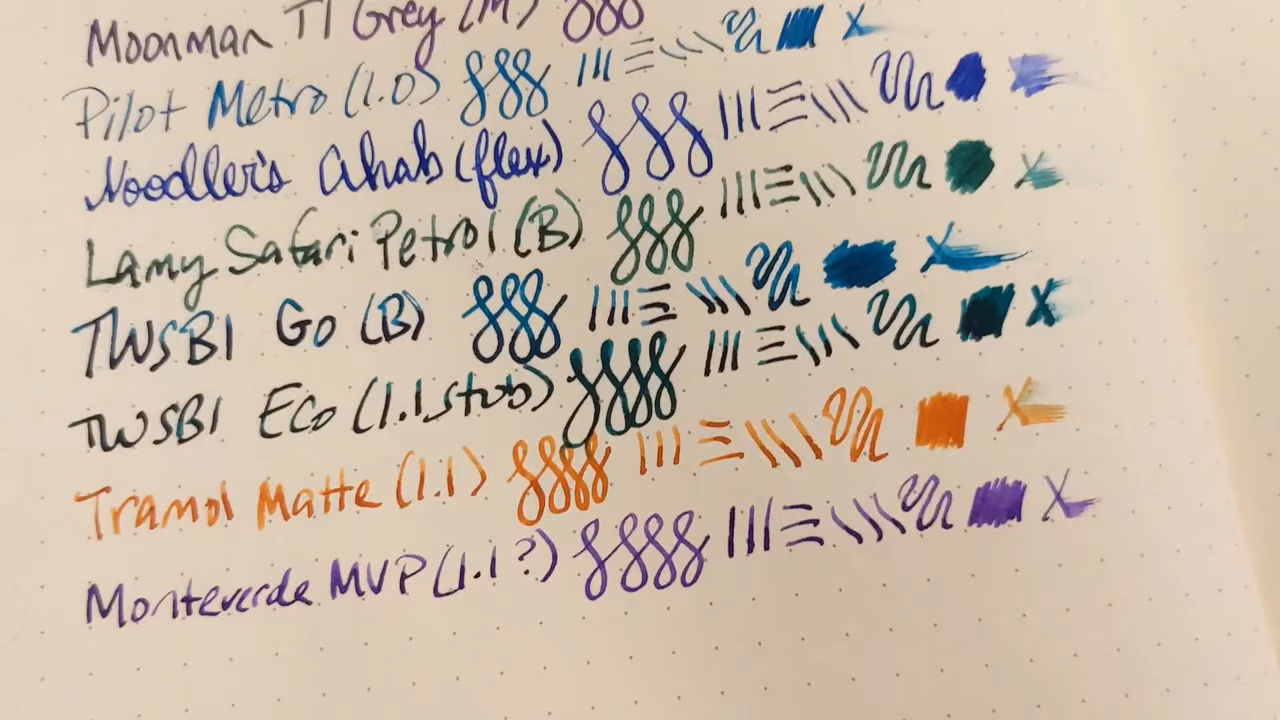 Moonman T1 Grey (M)
Pilot Metro (1.0)
Noodler's Ahab (flex)
Lamy Safari Petrol (B)
TWSBI Go (B)
TWSBI Eco (1.1 stub)
Tramol Matte (1.1)
Monteverde MVP (1.1?)